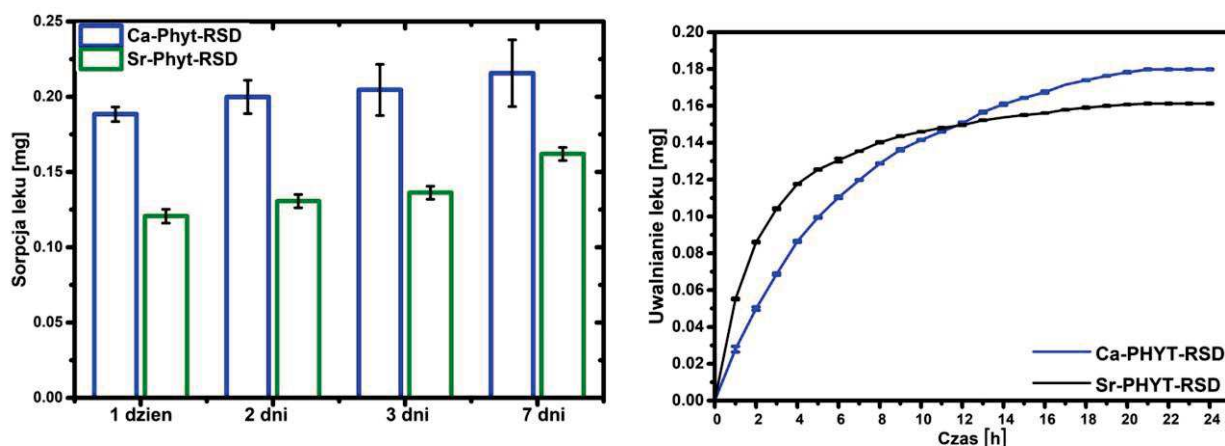 0.25
0.20
0.15
0.10
0.05
0.00
Sorpcja leku [mg]
Ca-Phyt-RSD
Sr-Phyt-RSD
1 dzien 2 dni 3 dni 7 dni
0.20
0.18
0.16
0.14
0.12
0.10
0.08
0.06
0.04
0.02
0.00
Uwalnianie leku [mg]
Ca-PHYT-RSD
Sr-PHYT-RSD
0 2 4 6 8 10 12 14 16 18 20 22 24
Czas [h]